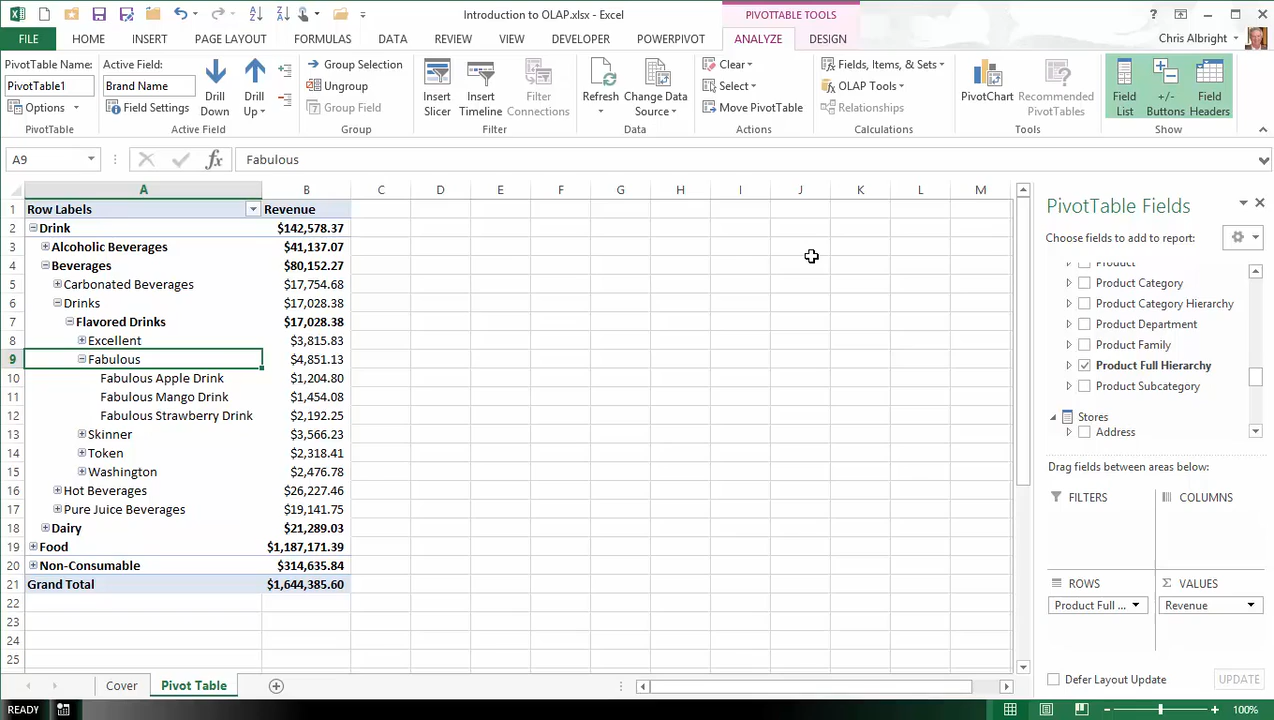 Introduction to OLAP.xlsx - Excel
PIVOTTABLE TOOLS
FILE HOME INSERT PAGE LAYOUT FORMULAS DATA REVIEW VIEW DEVELOPER POWERPIVOT ANALYZE DESIGN Chris Albright
PivotTable Name:
PivotTable1
Options
PivotTable
Active Field:
Brand Name
Field Settings
Drill Down
Drill Up
Active Field
Group Selection
Ungroup
Group Field
Group
Insert Slicer
Insert Timeline
Filter Connections
Filter
Refresh
Change Data Source
Data
Clear
Select
Move PivotTable
Actions
Fields, Items, & Sets
OLAP Tools
Relationships
Calculations
PivotChart
Recommended PivotTables
Tools
Field List
+/- Buttons
Field Headers
Show
A9 fx Fabulous
A B C D E F G H I J K L M
1 Row Labels Revenue
2 Drink $142,578.37
3 Alcoholic Beverages $41,137.07
4 Beverages $80,152.27
5 Carbonated Beverages $17,754.68
6 Drinks $17,028.38
7 Flavored Drinks $17,028.38
8 Excellent $3,815.83
9 Fabulous $4,851.13
10 Fabulous Apple Drink $1,204.80
11 Fabulous Mango Drink $1,454.08
12 Fabulous Strawberry Drink $2,192.25
13 Skinner $3,566.23
14 Token $2,318.41
15 Washington $2,476.78
16 Hot Beverages $26,227.46
17 Pure Juice Beverages $19,141.75
18 Dairy $21,289.03
19 Food $1,187,171.39
20 Non-Consumable $314,635.84
21 Grand Total $1,644,385.60
22
23
24
25
PivotTable Fields
Choose fields to add to report:
Product
Product Category
Product Category Hierarchy
Product Department
Product Family
Product Full Hierarchy
Product Subcategory
Stores
Address
Drag fields between areas below:
FILTERS COLUMNS
ROWS VALUES
Product Full ... Revenue
Defer Layout Update UPDATE
Cover Pivot Table
READY 100%